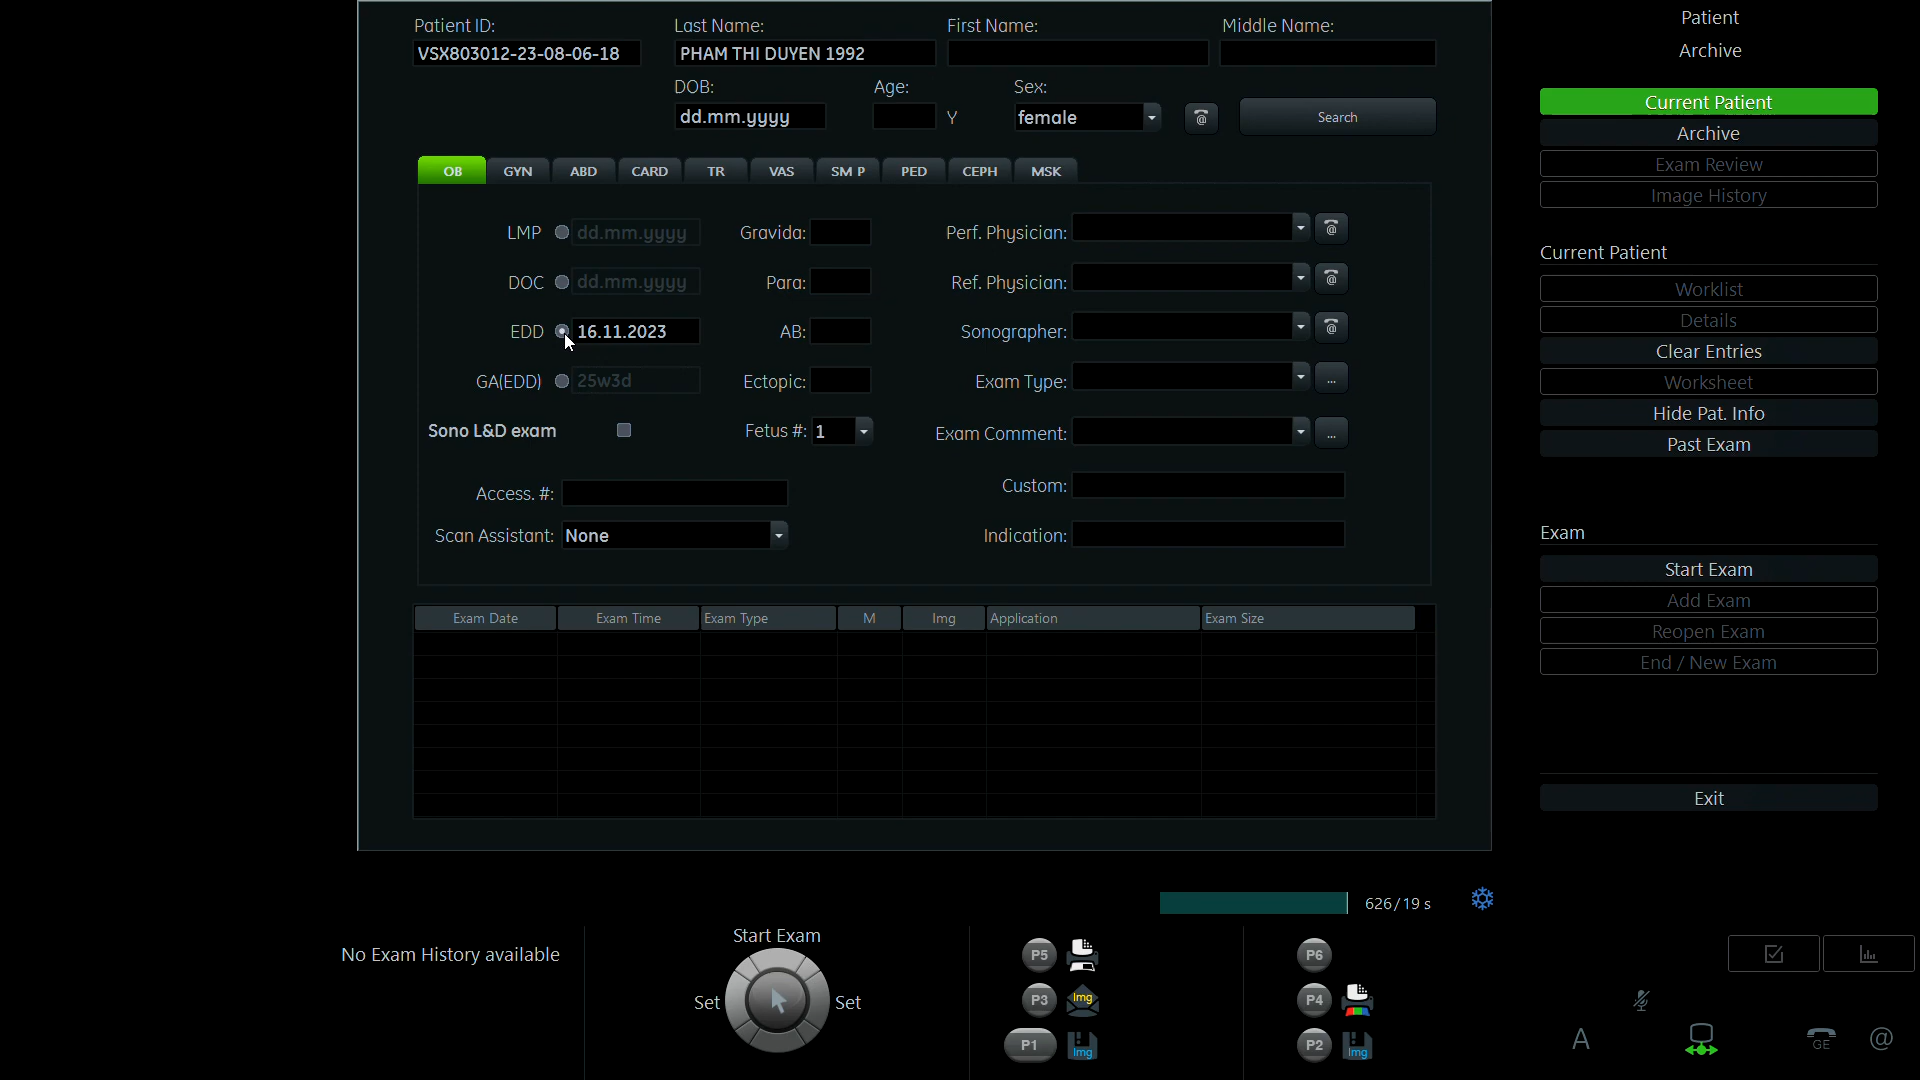 Patient ID: Last Name: First Name: Middle Name:
VSX803012-23-08-06-18 PHAM THI DUYEN 1992
DOB: Age: Sex:
dd.mm.yyyy Y female Search
OB GYN ABD CARD TR VAS SM P PED CEPH MSK
LMP dd.mm.yyyy Gravida: Perf. Physician:
DOC dd.mm.yyyy Para: Ref. Physician:
EDD 16.11.2023 AB: Sonographer:
GA(EDD) 25w3d Ectopic: Exam Type: ...
Sono L&D exam Fetus #: 1 Exam Comment: ...
Access. #: Custom:
Scan Assistant: None Indication:
Exam Date Exam Time Exam Type M Img Application Exam Size
626/19 s
No Exam History available
Start Exam
Set Set
P5
P3 Img
P1 Img
P6
P4
P2 Img
Patient
Archive
Current Patient
Archive
Exam Review
Image History
Current Patient
Worklist
Details
Clear Entries
Worksheet
Hide Pat. Info
Past Exam
Exam
Start Exam
Add Exam
Reopen Exam
End / New Exam
Exit
A GE @